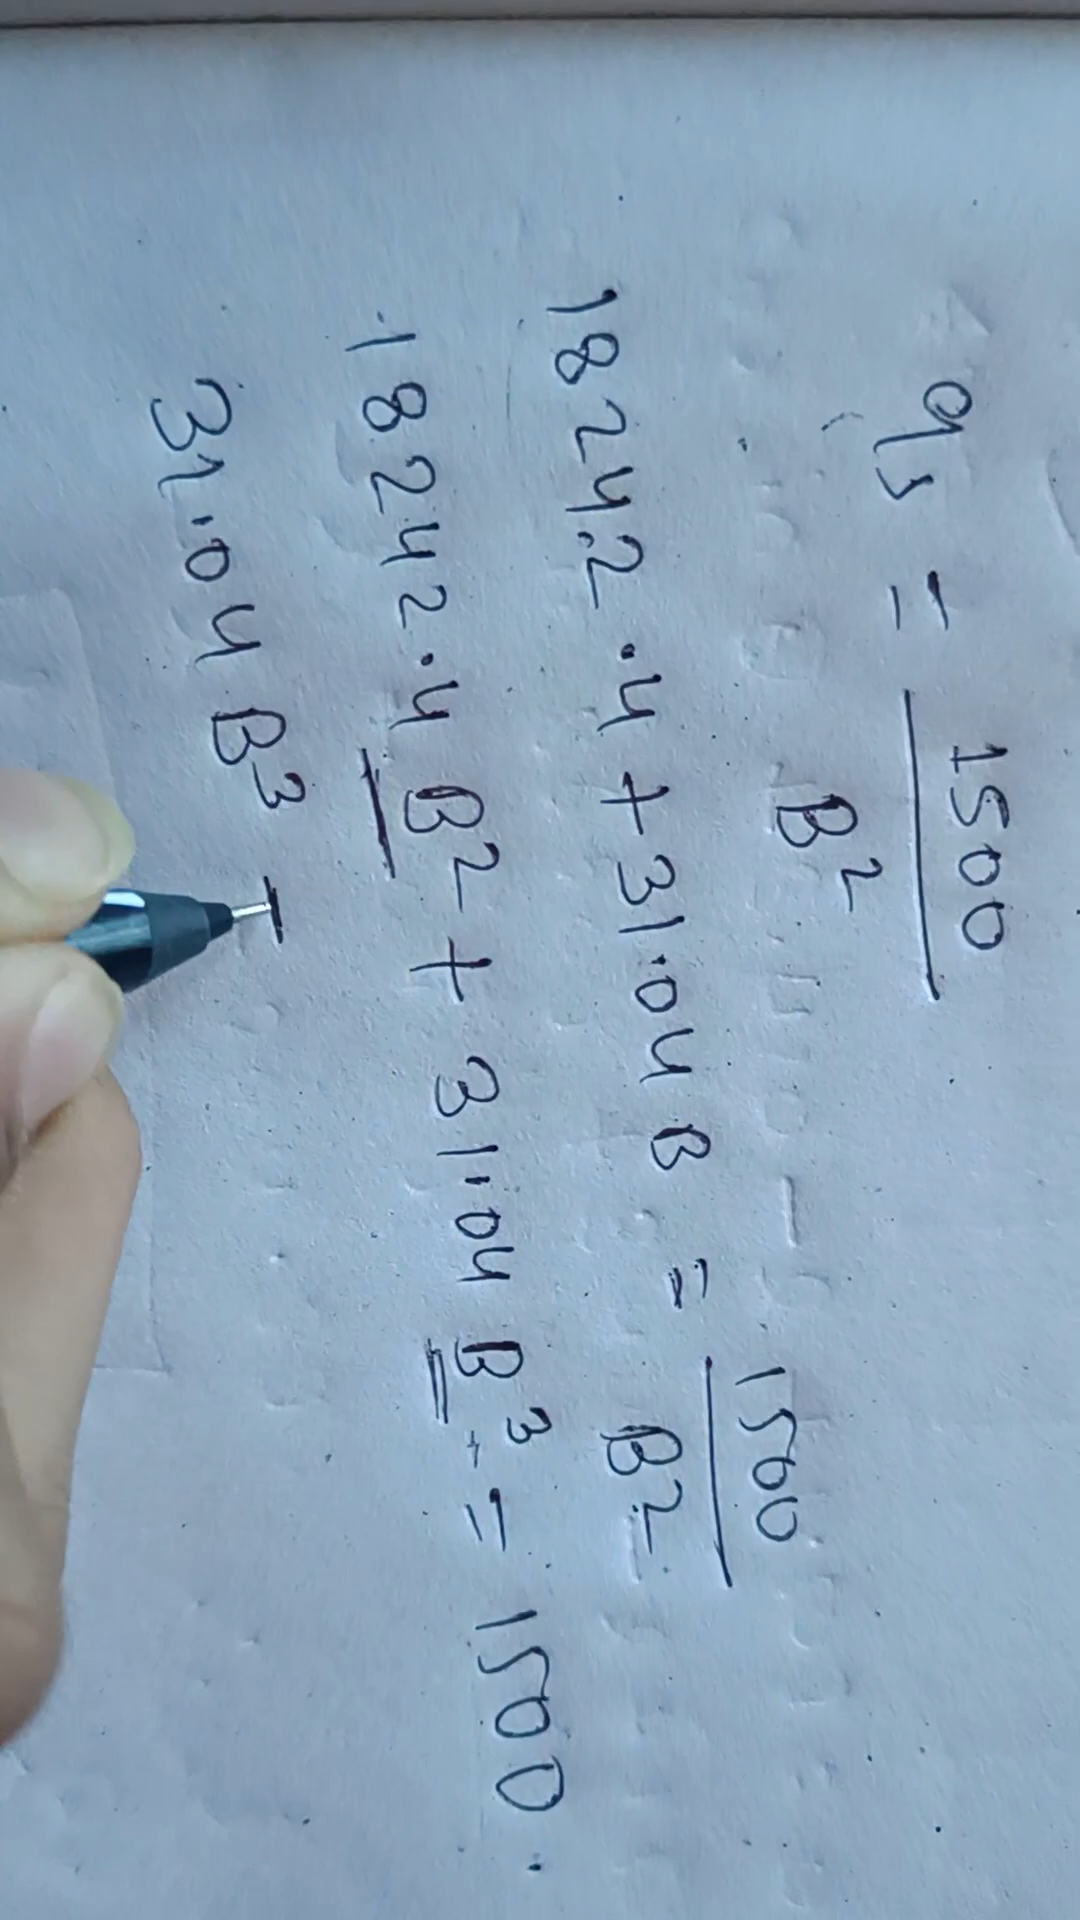 qs = 1500
B²
18242.4 + 31.04 B = 1500
B²
18242.4 B² + 31.04 B³ = 1500.
31.04 B³